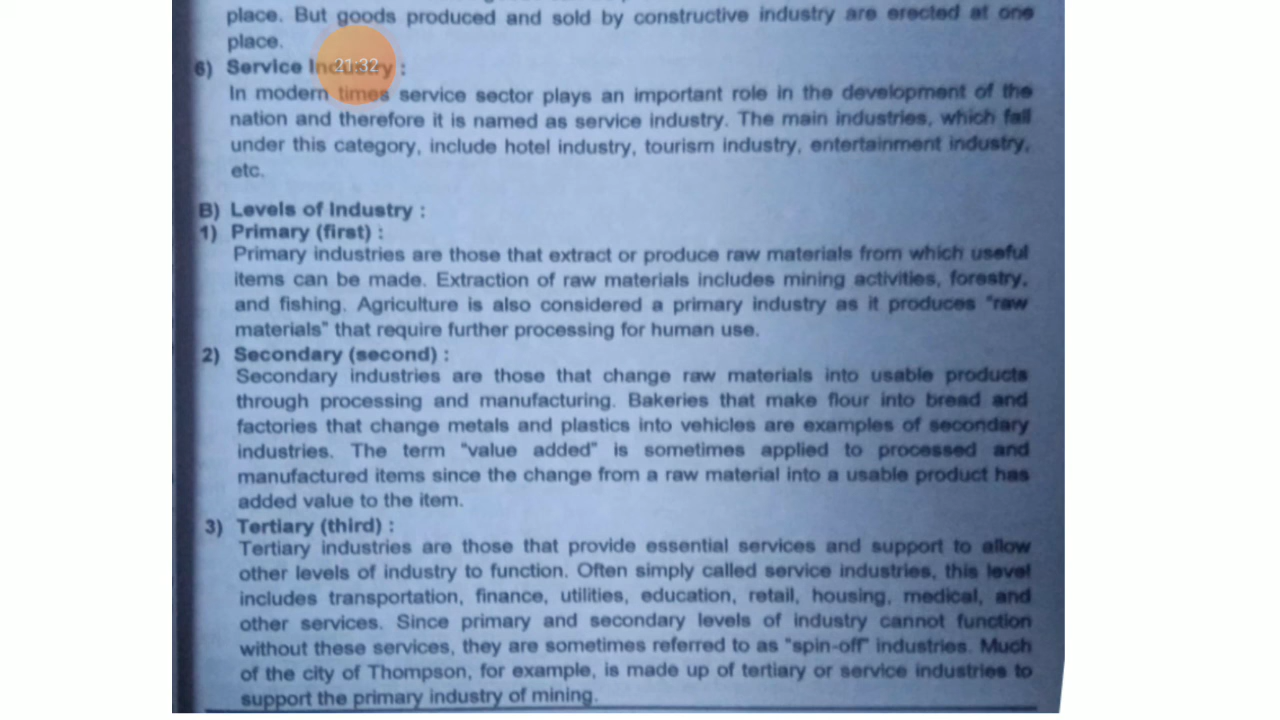 place. But goods produced and sold by constructive industry are erected at one
place.
6) Service Industry :
21:32
In modern times service sector plays an important role in the development of the
nation and therefore it is named as service industry. The main industries, which fall
under this category, include hotel industry, tourism industry, entertainment industry,
etc.
B) Levels of Industry :
1) Primary (first) :
Primary industries are those that extract or produce raw materials from which useful
items can be made. Extraction of raw materials includes mining activities, forestry,
and fishing. Agriculture is also considered a primary industry as it produces "raw
materials" that require further processing for human use.
2) Secondary (second) :
Secondary industries are those that change raw materials into usable products
through processing and manufacturing. Bakeries that make flour into bread and
factories that change metals and plastics into vehicles are examples of secondary
industries. The term "value added" is sometimes applied to processed and
manufactured items since the change from a raw material into a usable product has
added value to the item.
3) Tertiary (third) :
Tertiary industries are those that provide essential services and support to allow
other levels of industry to function. Often simply called service industries, this level
includes transportation, finance, utilities, education, retail, housing, medical, and
other services. Since primary and secondary levels of industry cannot function
without these services, they are sometimes referred to as "spin-off" industries. Much
of the city of Thompson, for example, is made up of tertiary or service industries to
support the primary industry of mining.